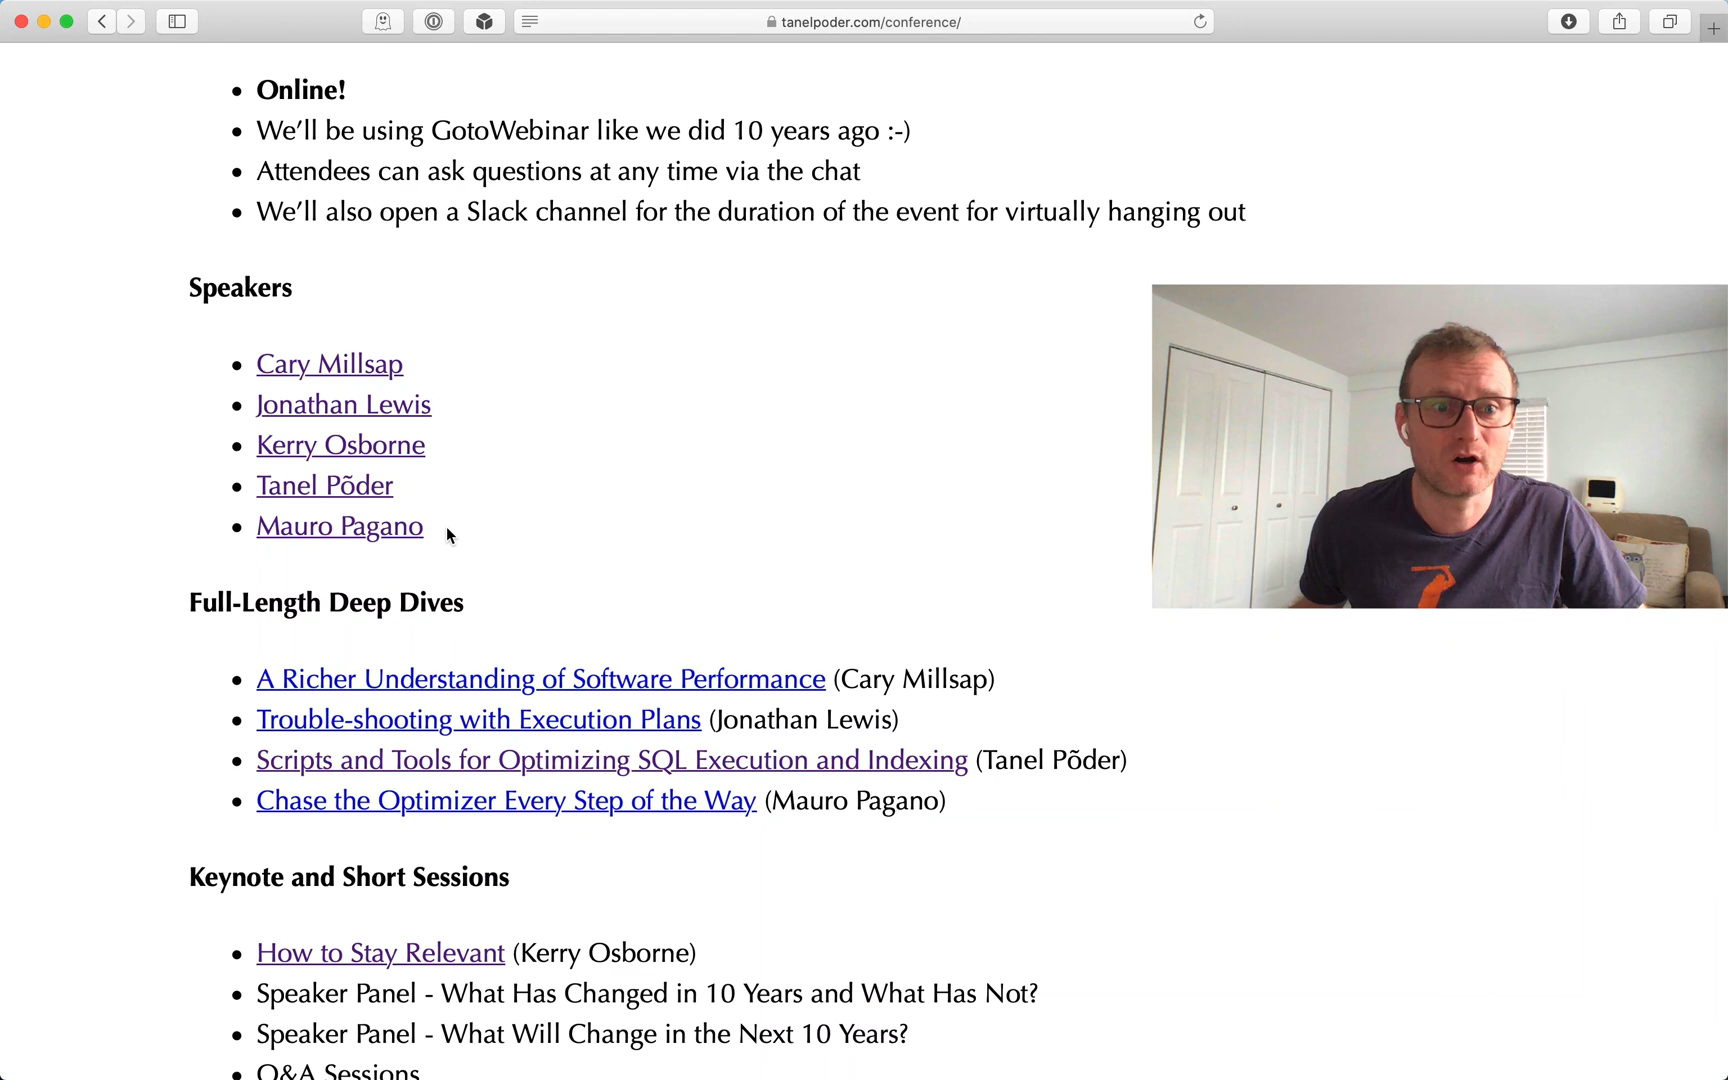 tanelpoder.com/conference/
Online!
We’ll be using GotoWebinar like we did 10 years ago :-)
Attendees can ask questions at any time via the chat
We’ll also open a Slack channel for the duration of the event for virtually hanging out
Speakers
Cary Millsap
Jonathan Lewis
Kerry Osborne
Tanel Põder
Mauro Pagano
Full-Length Deep Dives
A Richer Understanding of Software Performance (Cary Millsap)
Trouble-shooting with Execution Plans (Jonathan Lewis)
Scripts and Tools for Optimizing SQL Execution and Indexing (Tanel Põder)
Chase the Optimizer Every Step of the Way (Mauro Pagano)
Keynote and Short Sessions
How to Stay Relevant (Kerry Osborne)
Speaker Panel - What Has Changed in 10 Years and What Has Not?
Speaker Panel - What Will Change in the Next 10 Years?
Q&A Sessions